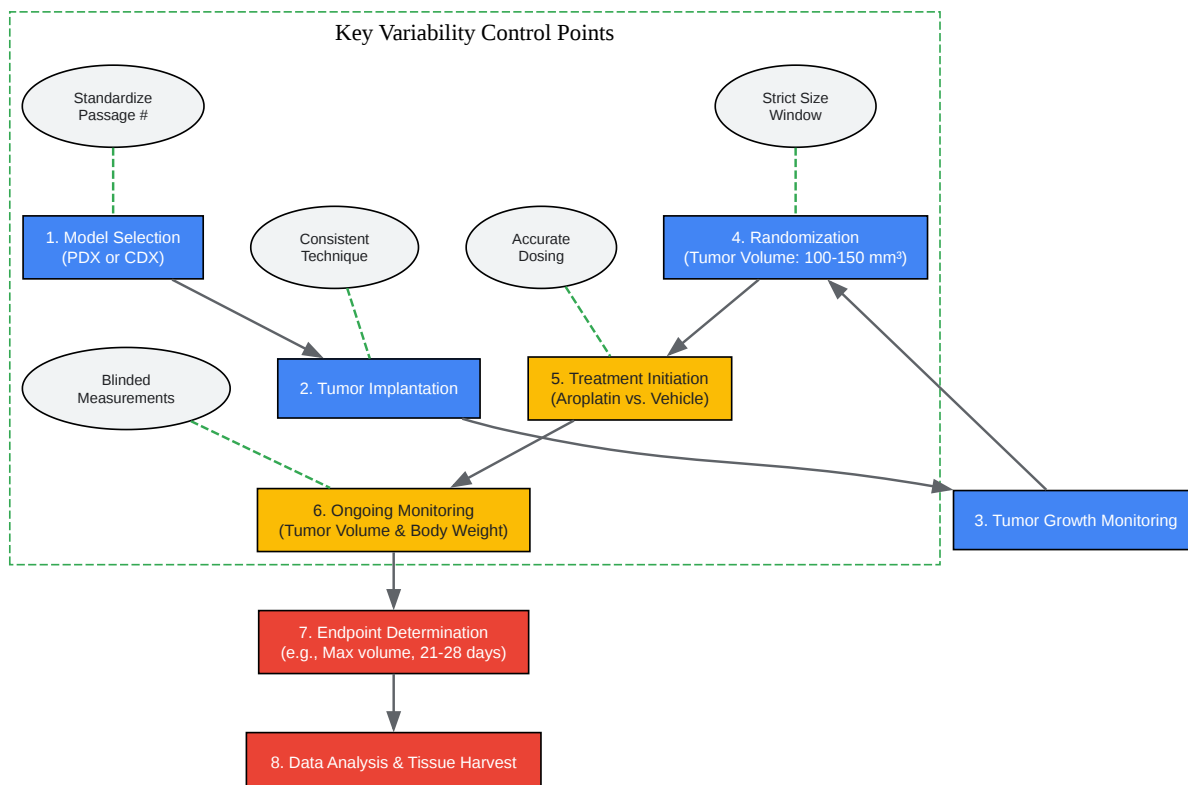 Key Variability Control Points
Standardize
Passage #
Strict Size
Window
1. Model Selection
(PDX or CDX)
Consistent
Technique
Accurate
Dosing
4. Randomization
(Tumor Volume: 100-150 mm³)
Blinded
Measurements
2. Tumor Implantation
5. Treatment Initiation
(Aroplatin vs. Vehicle)
6. Ongoing Monitoring
(Tumor Volume & Body Weight)
3. Tumor Growth Monitoring
7. Endpoint Determination
(e.g., Max volume, 21-28 days)
8. Data Analysis & Tissue Harvest